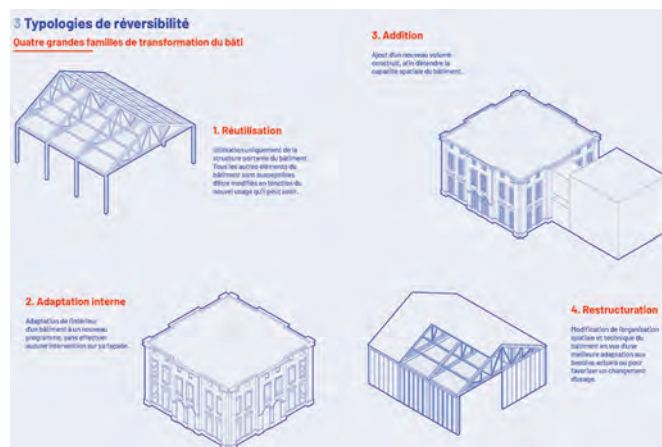 3 Typologies de réversibilité
Quatre grandes familles de transformation du bâti
1. Réutilisation
Utilisation uniquement de la
structure portante du bâtiment.
Tous les autres éléments du
bâtiment sont susceptibles
d'être modifiés en fonction du
nouvel usage qu'il peut avoir.
2. Adaptation interne
Adaptation de l'intérieur
d'un bâtiment à un nouveau
programme, sans effectuer
aucune intervention sur sa façade.
3. Addition
Ajout d'un nouveau volume
construit, afin d'étendre la
capacité spatiale du bâtiment.
4. Restructuration
Modification de l'organisation
spatiale et technique du
bâtiment en vue d'une
meilleure adaptation aux
besoins actuels ou pour
favoriser un changement
d'usage.